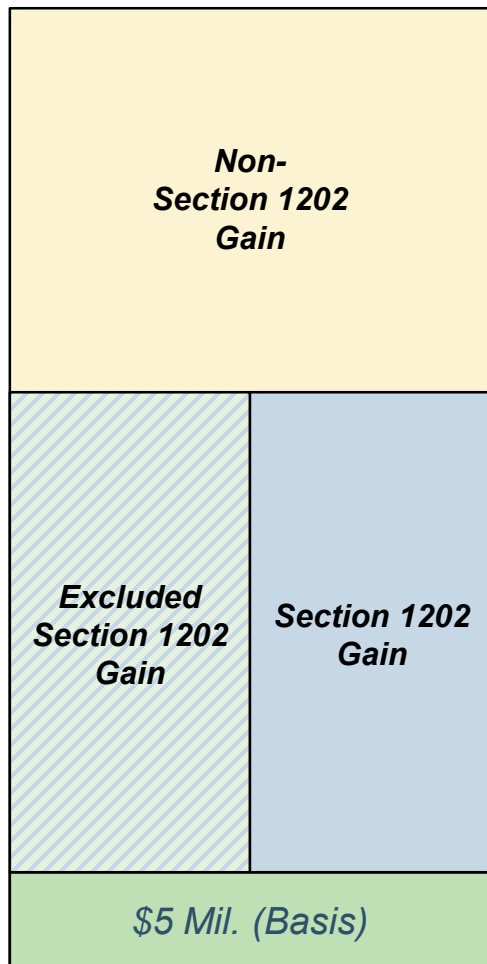 Non-
Section 1202
Gain
Excluded
Section 1202
Gain
Section 1202
Gain
$5 Mil. (Basis)